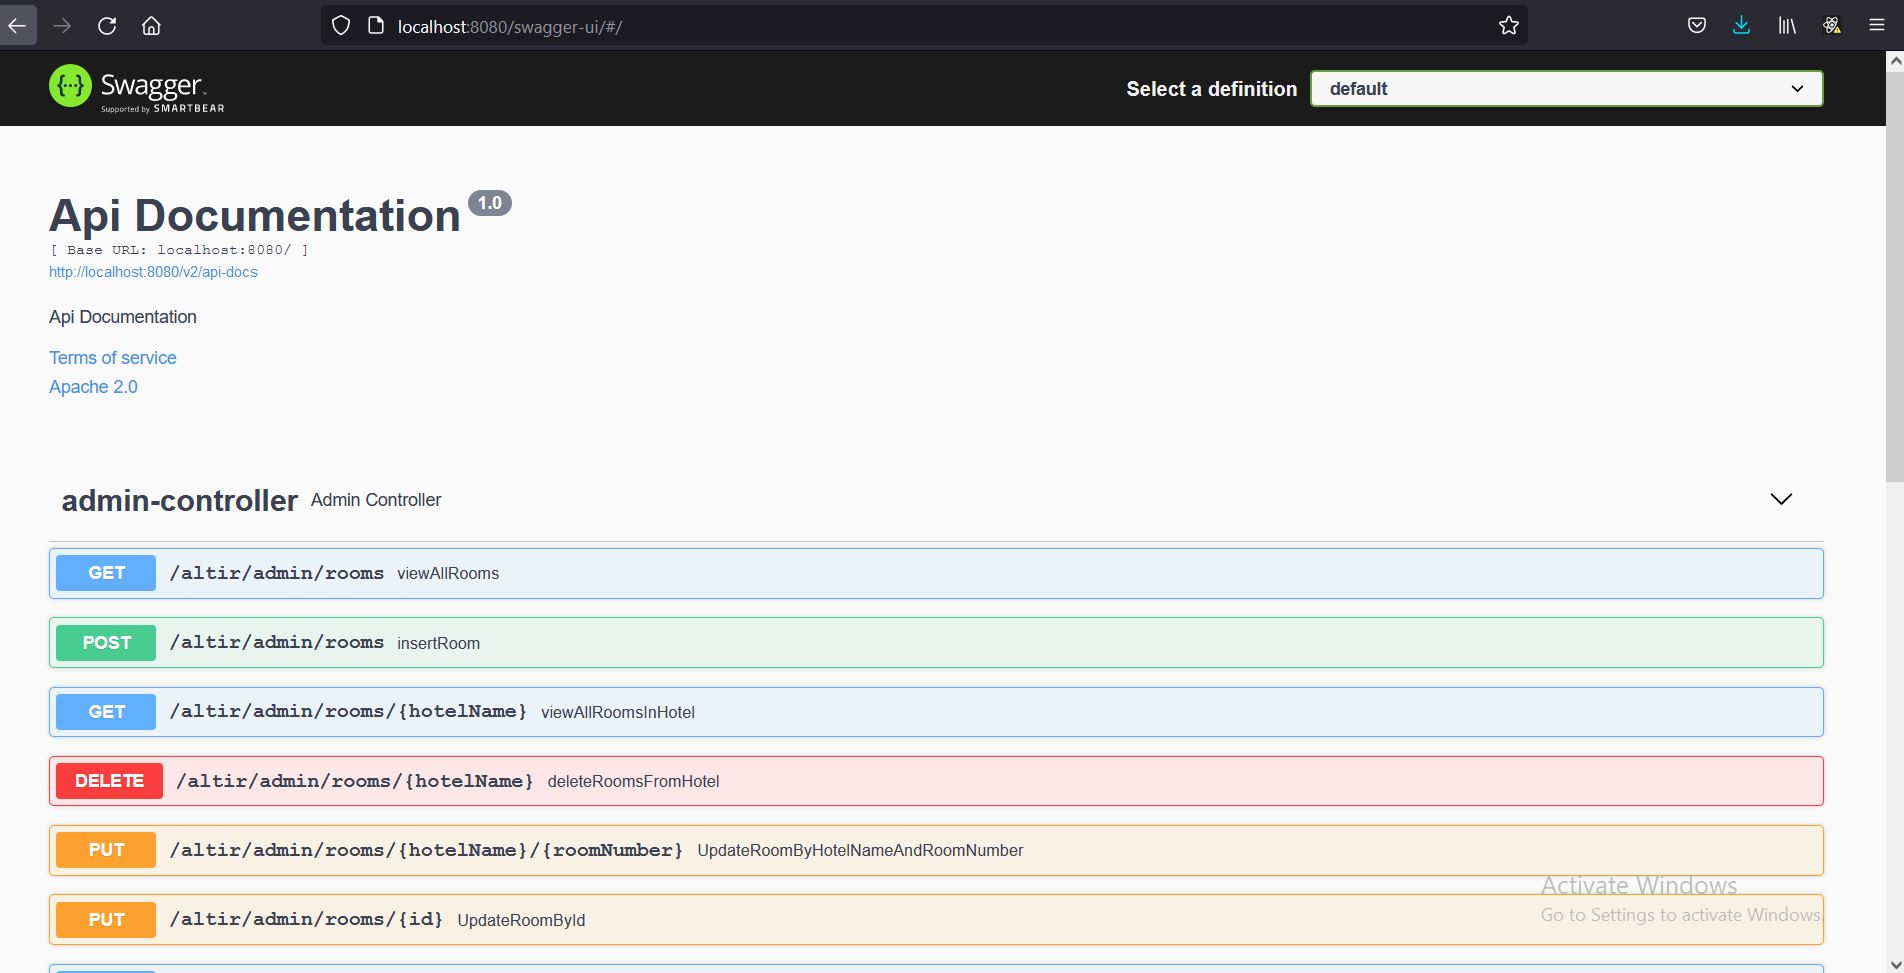 localhost:8080/swagger-ui/#/
{···} Swagger™
Supported by SMARTBEAR
Select a definition default
Api Documentation 1.0
[ Base URL: localhost:8080/ ]
http://localhost:8080/v2/api-docs
Api Documentation
Terms of service
Apache 2.0
admin-controller Admin Controller
GET /altir/admin/rooms viewAllRooms
POST /altir/admin/rooms insertRoom
GET /altir/admin/rooms/{hotelName} viewAllRoomsInHotel
DELETE /altir/admin/rooms/{hotelName} deleteRoomsFromHotel
PUT /altir/admin/rooms/{hotelName}/{roomNumber} UpdateRoomByHotelNameAndRoomNumber
Activate Windows
PUT /altir/admin/rooms/{id} UpdateRoomById
Go to Settings to activate Windows.